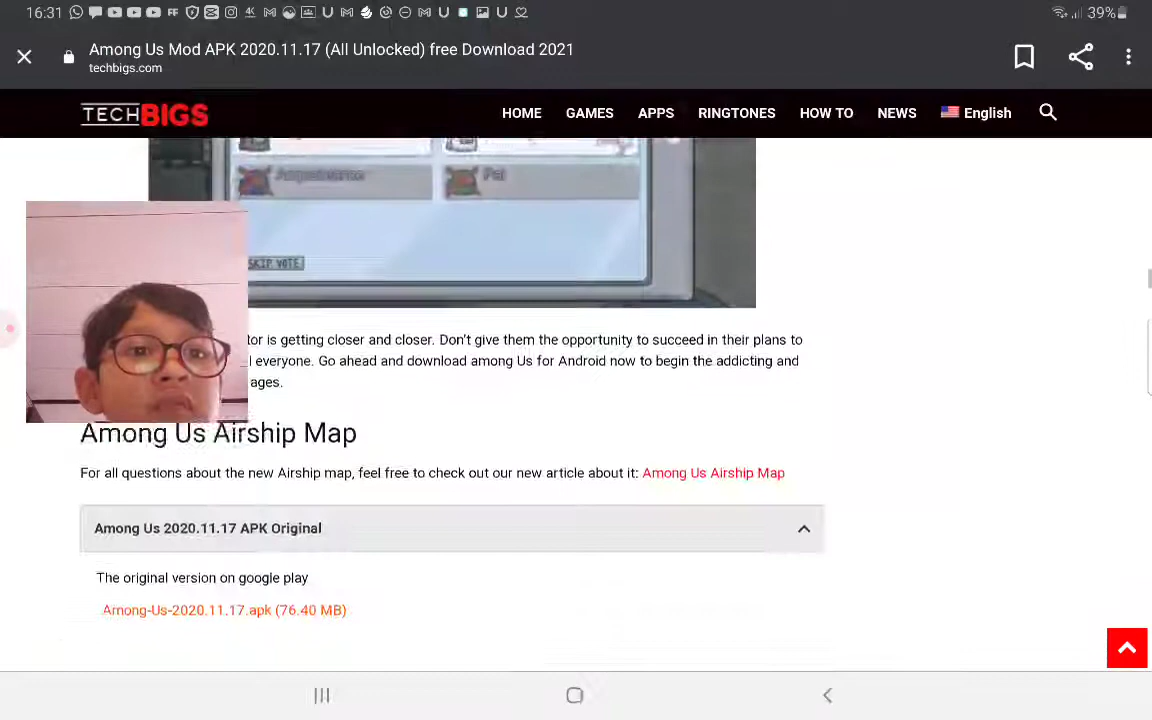 16:31
39%
Among Us Mod APK 2020.11.17 (All Unlocked) free Download 2021
techbigs.com
TECHBIGS
HOME GAMES APPS RINGTONES HOW TO NEWS English
Pai
SKIP VOTE
tor is getting closer and closer. Don't give them the opportunity to succeed in their plans to
everyone. Go ahead and download among Us for Android now to begin the addicting and
ages.
Among Us Airship Map
For all questions about the new Airship map, feel free to check out our new article about it: Among Us Airship Map
Among Us 2020.11.17 APK Original
The original version on google play
Among-Us-2020.11.17.apk (76.40 MB)